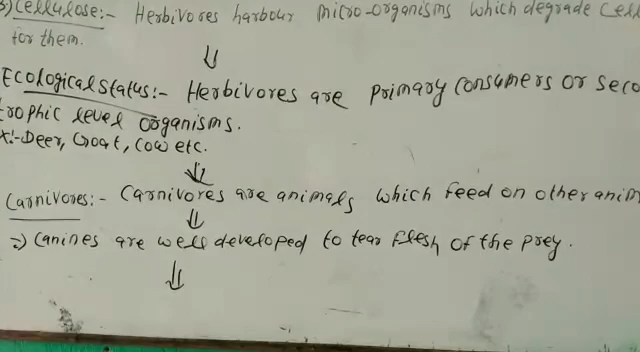 Cellulose:- Herbivores harbour micro-organisms which degrade Cell
for them.
Ecological status:- Herbivores are primary consumers or seco
trophic level organisms.
x:- Deer, Goat, Cow etc.
Carnivores:- Carnivores are animals which feed on other anim
=) Canines are well developed to tear flesh of the prey.